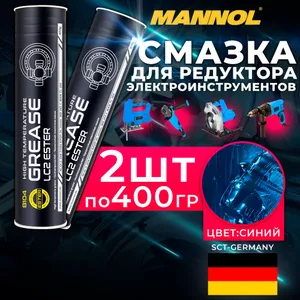 MANNOL
СМАЗКА
ДЛЯ РЕДУКТОРА
ЭЛЕКТРОИНСТРУМЕНТОВ
2ШТ
по400ГР
ЦВЕТ:СИНИЙ
SCT-GERMANY
HIGH TEMPERATURE
GREASE
LC2 ESTER
8104
GREASE
LC2 ESTER